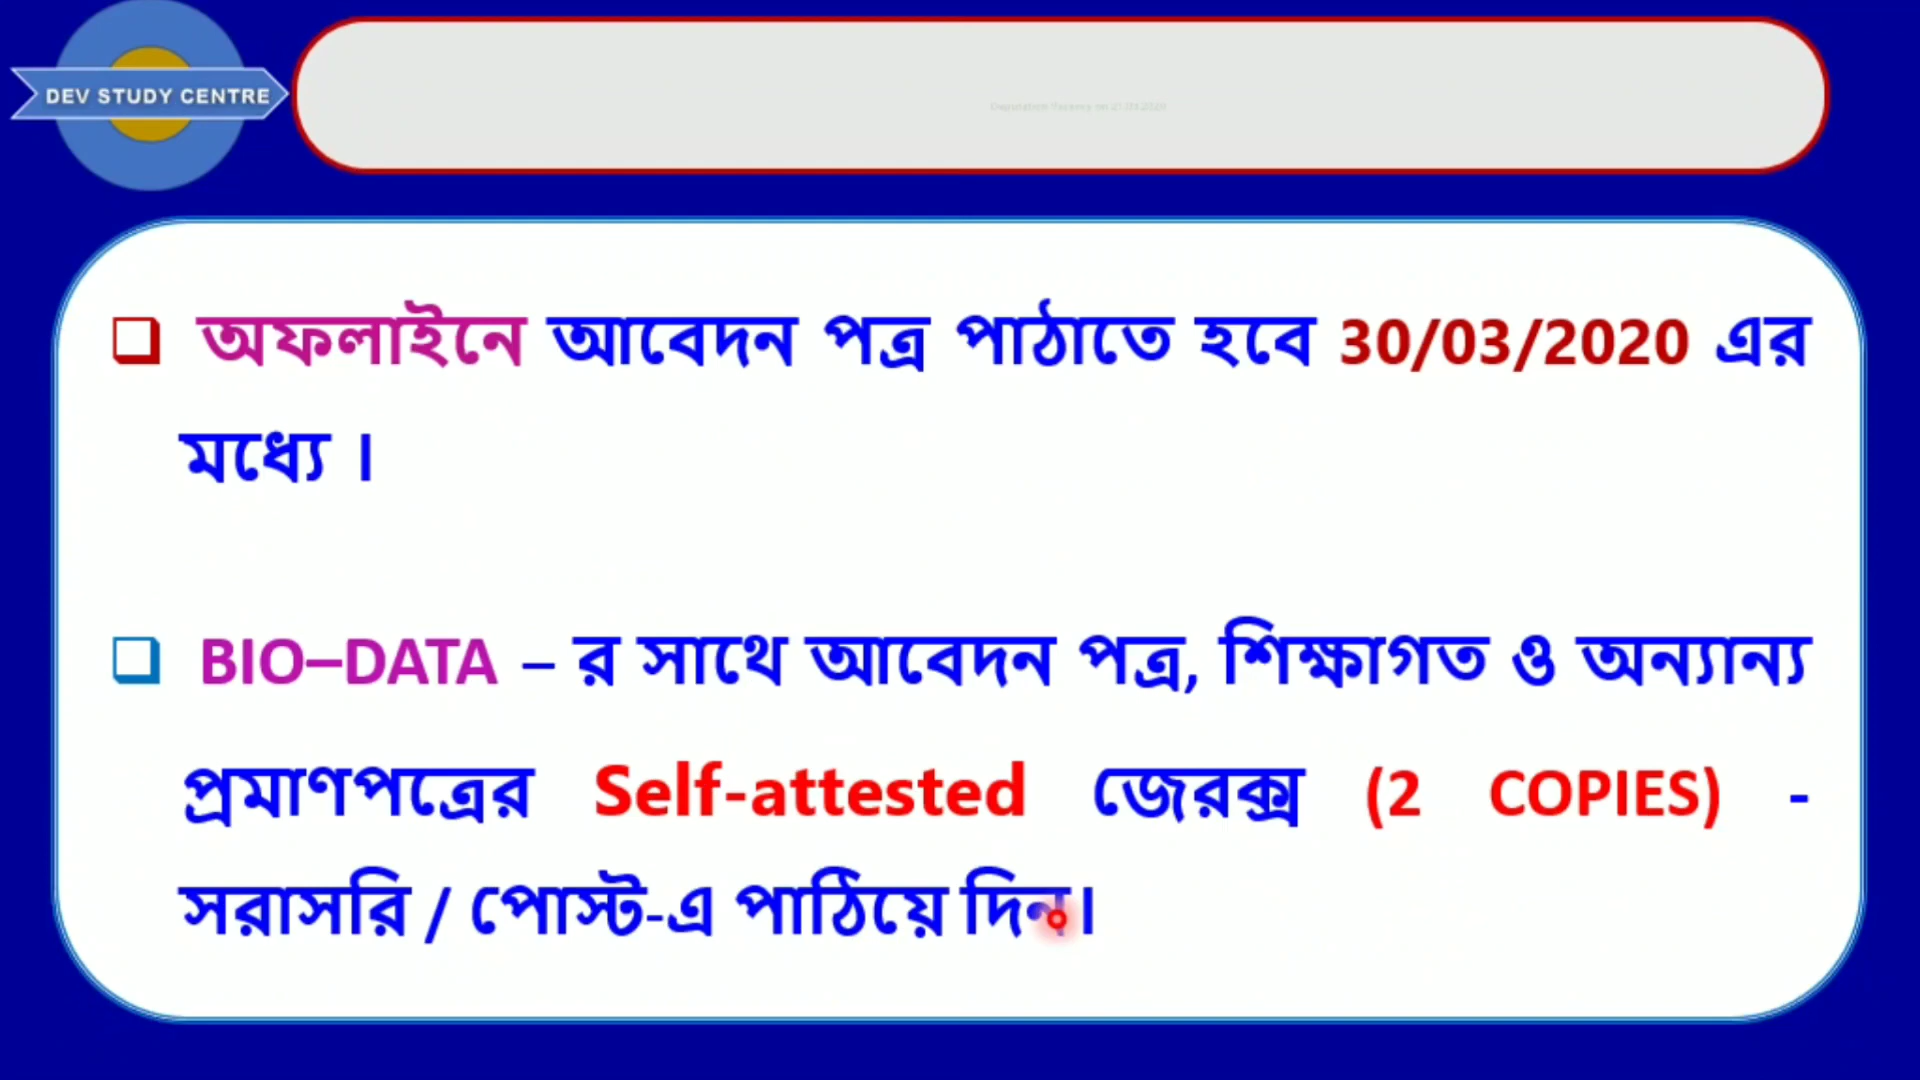 DEV STUDY CENTRE
❑ অফলাইনে আবেদন পত্র পাঠাতে হবে 30/03/2020 এর
মধ্যে ।
❑ BIO–DATA – র সাথে আবেদন পত্র, শিক্ষাগত ও অন্যান্য
প্রমাণপত্রের Self-attested জেরক্স (2 COPIES) -
সরাসরি / পোস্ট-এ পাঠিয়ে দিন।